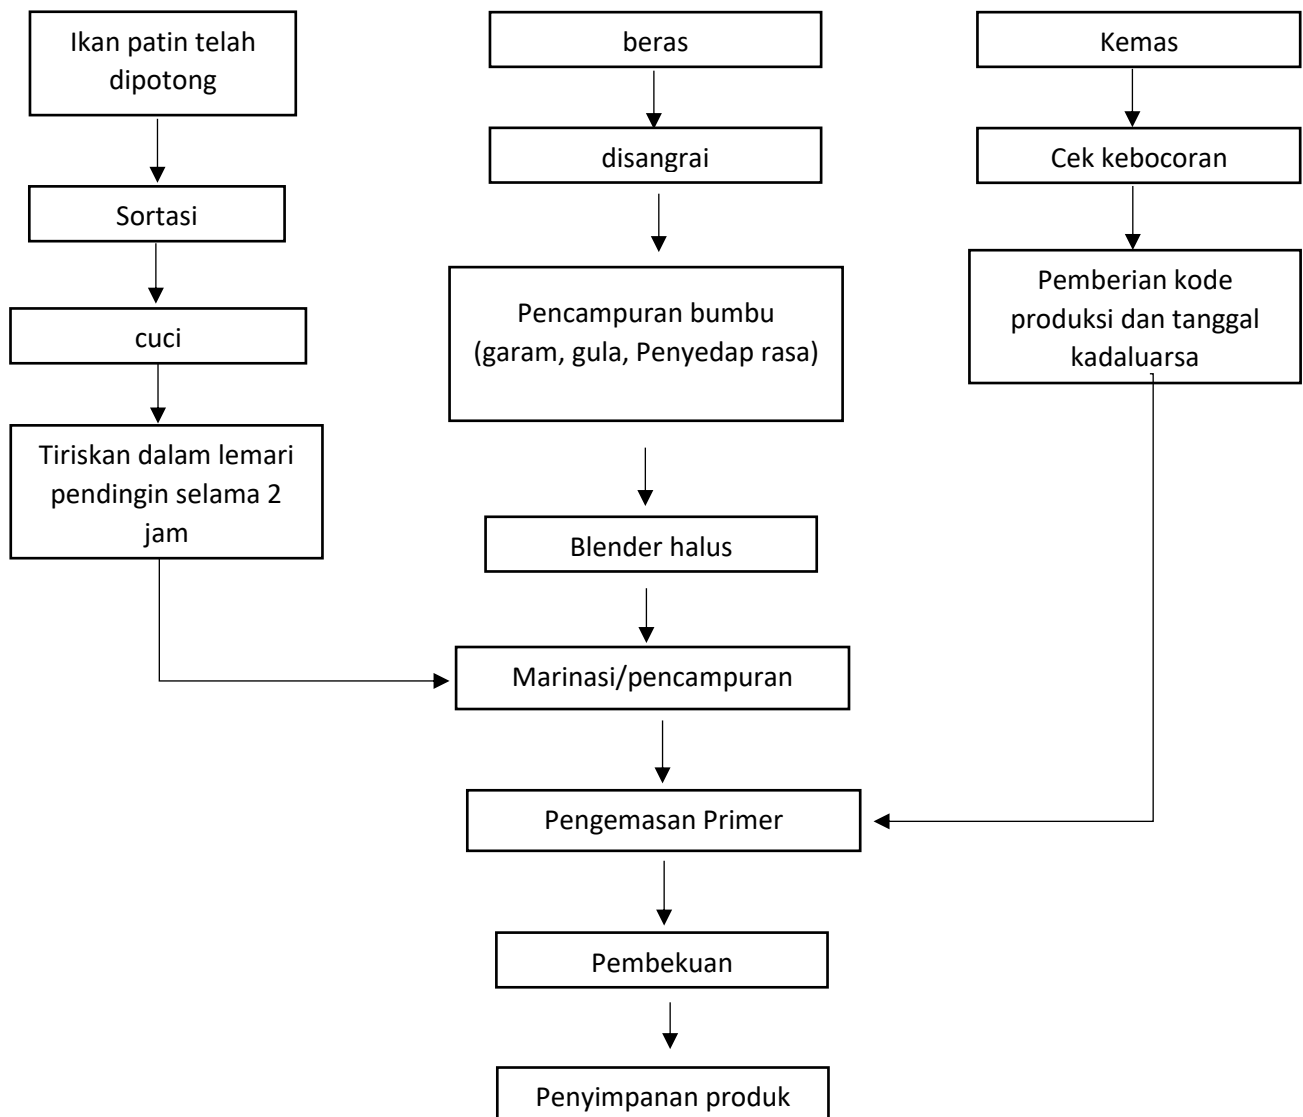 Ikan patin telah
dipotong
Sortasi
cuci
Tiriskan dalam lemari
pendingin selama 2
jam
beras
disangrai
Pencampuran bumbu
(garam, gula, Penyedap rasa)
Blender halus
Marinasi/pencampuran
Kemas
Cek kebocoran
Pemberian kode
produksi dan tanggal
kadaluarsa
Pengemasan Primer
Pembekuan
Penyimpanan produk